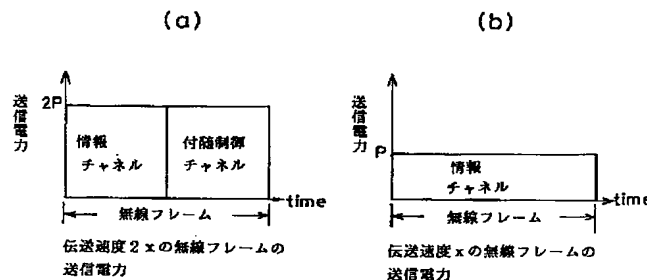 (a)
2P
送信電力
情報
チャネル
付随制御
チャネル
time
無線フレーム
伝送速度2xの無線フレームの
送信電力
(b)
送信電力
P
情報
チャネル
time
無線フレーム
伝送速度xの無線フレームの
送信電力